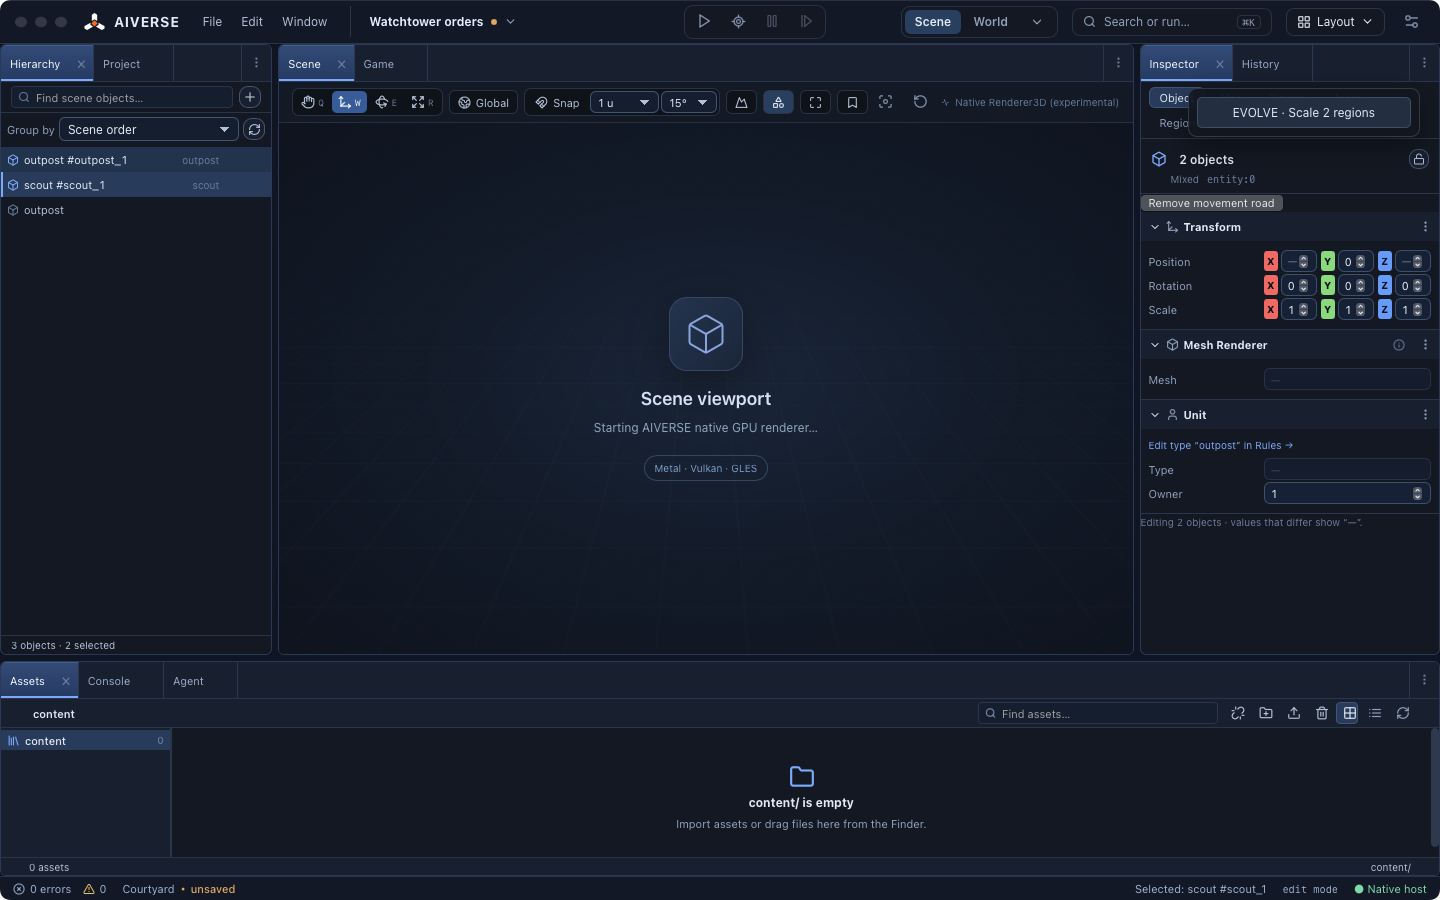 AIVERSE File Edit Window Watchtower orders Scene World Search or run... ⌘K Layout
Hierarchy Project
Find scene objects...
Group by Scene order
outpost #outpost_1 outpost
scout #scout_1 scout
outpost
3 objects · 2 selected
Scene Game
Q W E R Global Snap 1 u 15° Native Renderer3D (experimental)
Scene viewport
Starting AIVERSE native GPU renderer...
Metal · Vulkan · GLES
Inspector History
Objec
EVOLVE · Scale 2 regions
Regio
2 objects
Mixed entity:0
Remove movement road
Transform
Position X — Y 0 Z —
Rotation X 0 Y 0 Z 0
Scale X 1 Y 1 Z 1
Mesh Renderer
Mesh —
Unit
Edit type “outpost” in Rules →
Type —
Owner 1
Editing 2 objects · values that differ show “—”.
Assets Console Agent
content Find assets...
content 0
content/ is empty
Import assets or drag files here from the Finder.
0 assets content/
0 errors 0 Courtyard • unsaved Selected: scout #scout_1 edit mode Native host